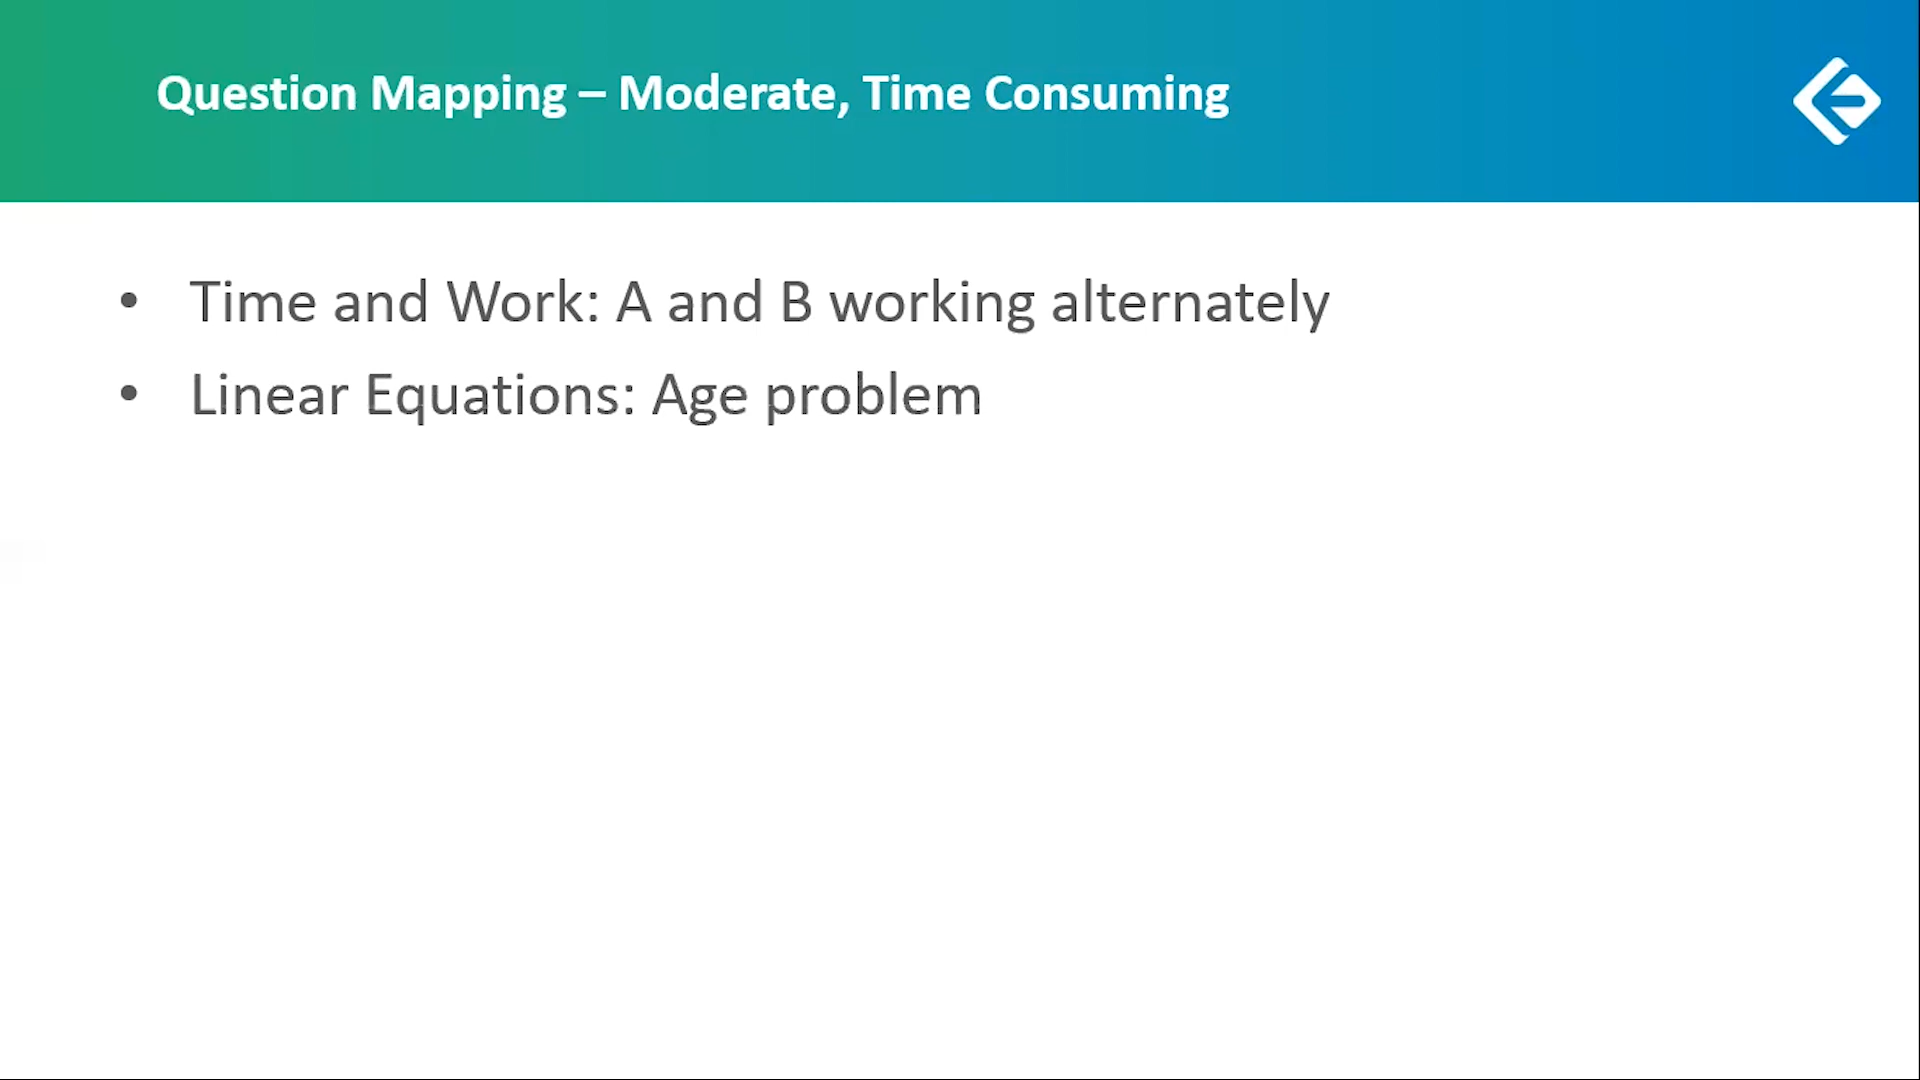 Question Mapping – Moderate, Time Consuming
• Time and Work: A and B working alternately
• Linear Equations: Age problem